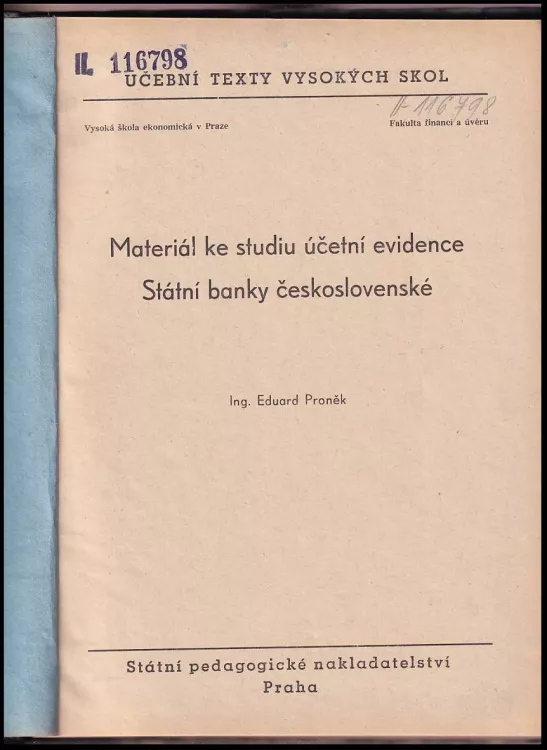 II. 116798
UČEBNÍ TEXTY VYSOKÝCH SKOL
II-116798
Vysoká škola ekonomická v Praze
Fakulta financí a úvěru
Materiál ke studiu účetní evidence
Státní banky československé
Ing. Eduard Proněk
Státní pedagogické nakladatelství
Praha